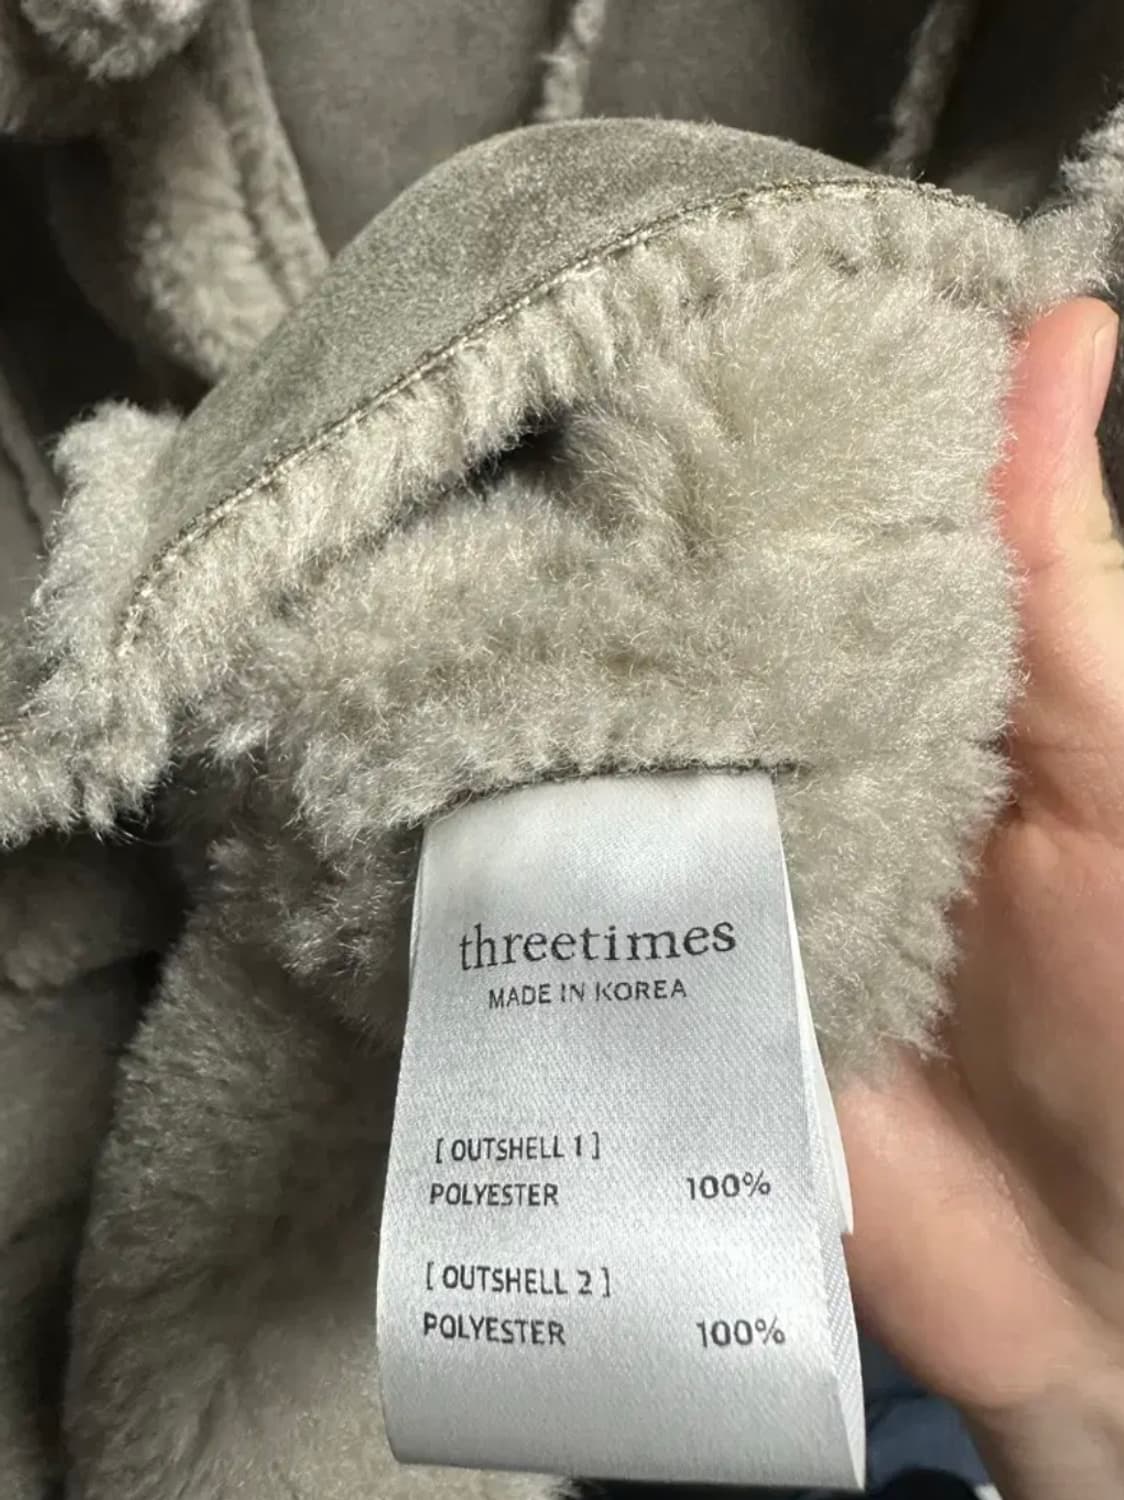 threetimes
MADE IN KOREA
[ OUTSHELL 1 ]
POLYESTER 100%
[ OUTSHELL 2 ]
POLYESTER 100%